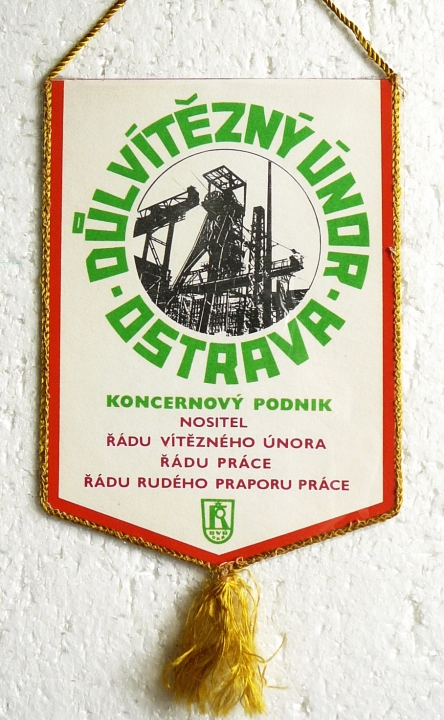 DŮL VÍTĚZNÝ ÚNOR
OSTRAVA
KONCERNOVÝ PODNIK
NOSITEL
ŘÁDU VÍTĚZNÉHO ÚNORA
ŘÁDU PRÁCE
ŘÁDU RUDÉHO PRAPORU PRÁCE